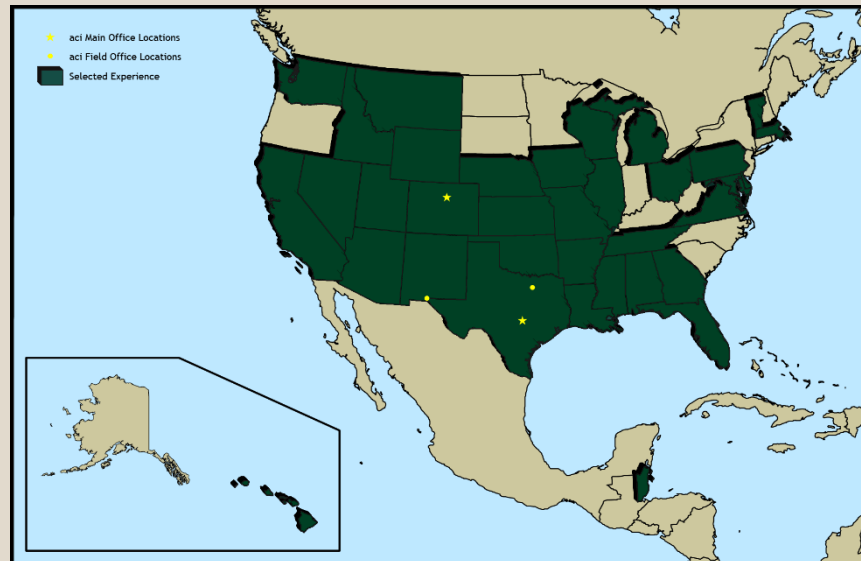 aci Main Office Locations
aci Field Office Locations
Selected Experience